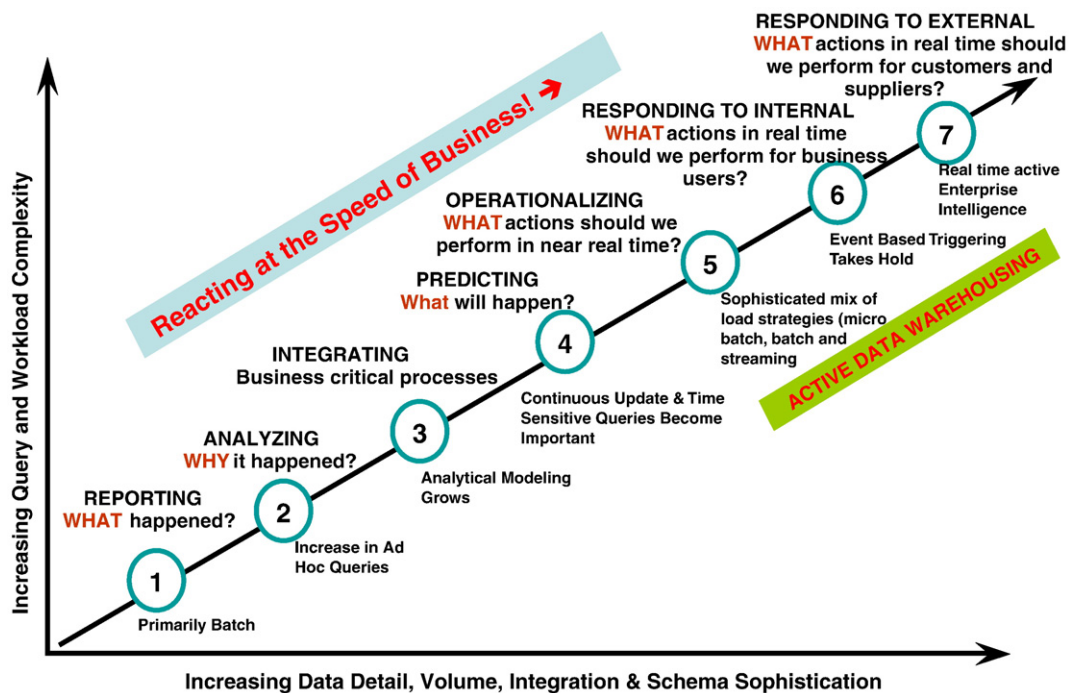 RESPONDING TO EXTERNAL
WHAT actions in real time should
we perform for customers and
suppliers?
7
Real time active
Enterprise
Intelligence
RESPONDING TO INTERNAL
WHAT actions in real time
should we perform for business
users?
6
Event Based Triggering
Takes Hold
OPERATIONALIZING
WHAT actions should we
perform in near real time?
5
Sophisticated mix of
load strategies (micro
batch, batch and
streaming
PREDICTING
What will happen?
4
Continuous Update & Time
Sensitive Queries Become
Important
INTEGRATING
Business critical processes
3
Analytical Modeling
Grows
ANALYZING
WHY it happened?
2
Increase in Ad
Hoc Queries
REPORTING
WHAT happened?
1
Primarily Batch
Reacting at the Speed of Business! ➔
ACTIVE DATA WAREHOUSING
Increasing Query and Workload Complexity
Increasing Data Detail, Volume, Integration & Schema Sophistication